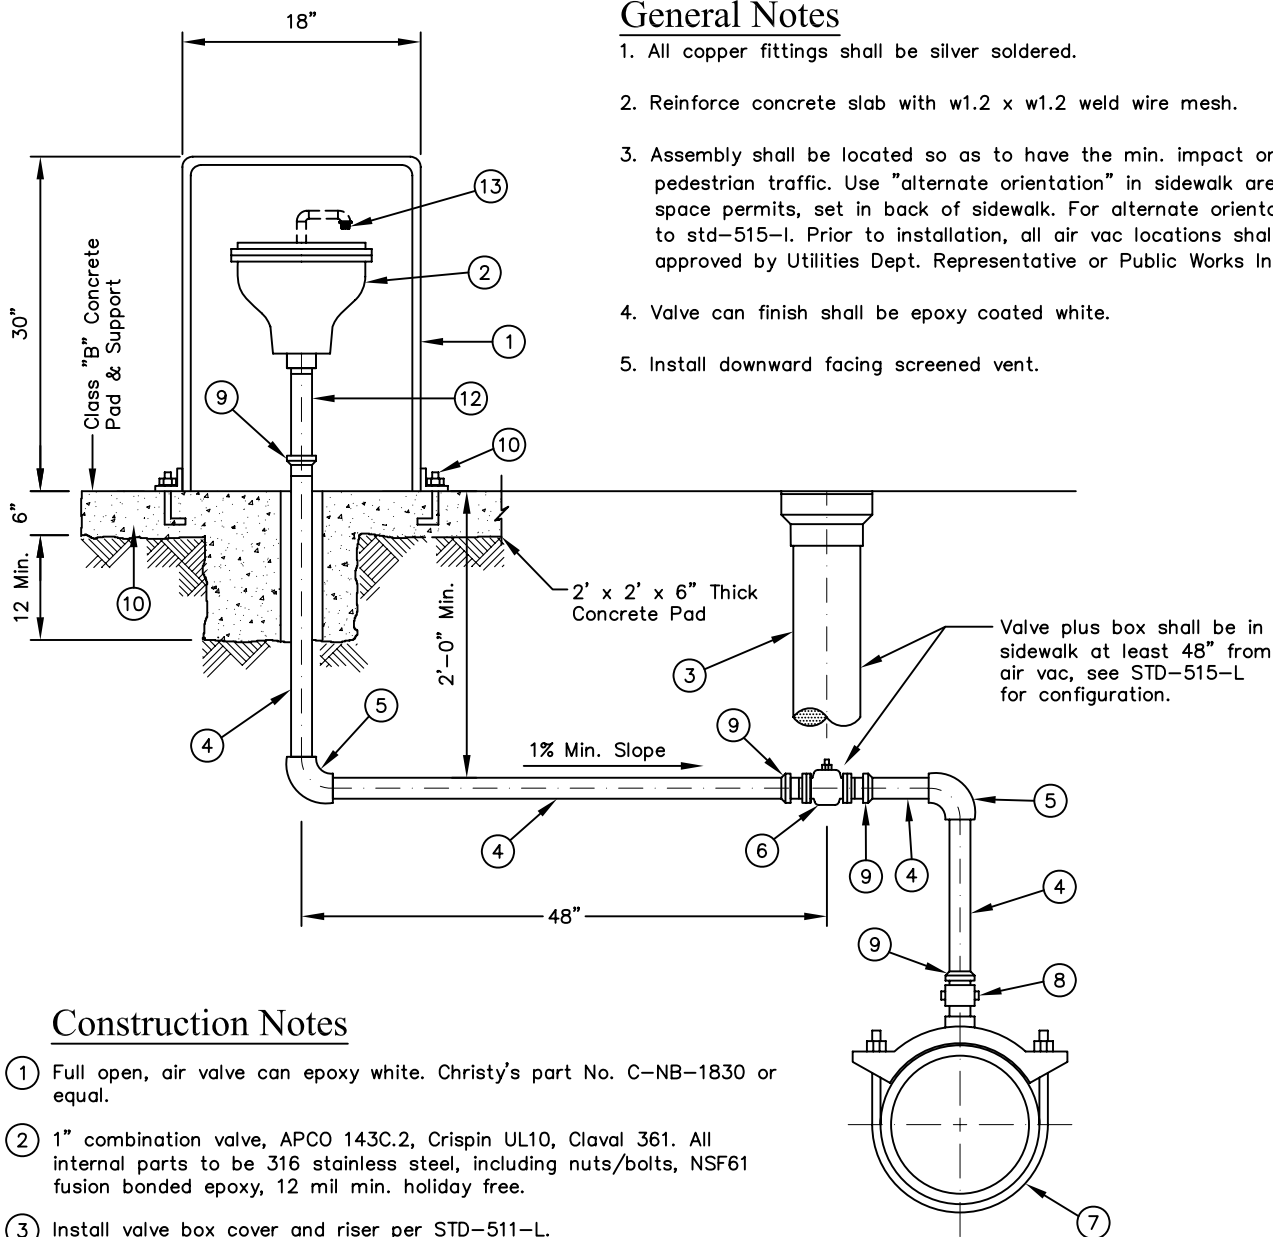 18"
General Notes
1. All copper fittings shall be silver soldered.
2. Reinforce concrete slab with w1.2 x w1.2 weld wire mesh.
3. Assembly shall be located so as to have the min. impact on
pedestrian traffic. Use "alternate orientation" in sidewalk
space permits, set in back of sidewalk. For alternate
to std-515-l. Prior to installation, all air vac locations
approved by Utilities Dept. Representative or Public Works
4. Valve can finish shall be epoxy coated white.
5. Install downward facing screened vent.
13
2
1
12
9
10
30"
Class "B" Concrete
Pad & Support
6"
12 Min.
10
2'-0" Min.
2' x 2' x 6" Thick
Concrete Pad
3
Valve plus box shall be in
sidewalk at least 48" from
air vac, see STD-515-L
for configuration.
4
5
9
1% Min. Slope
5
4
6
9
4
4
48"
9
8
7
Construction Notes
1 Full open, air valve can epoxy white. Christy's part No. C-NB-1830 or
equal.
2 1" combination valve, APCO 143C.2, Crispin UL10, Claval 361. All
internal parts to be 316 stainless steel, including nuts/bolts, NSF61
fusion bonded epoxy, 12 mil min. holiday free.
3 Install valve box cover and riser per STD-511-L.